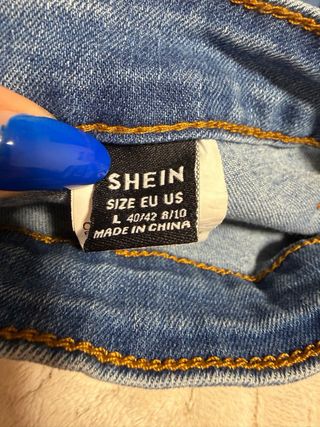 SHEIN
SIZE EU US
L 40/42 8/10
MADE IN CHINA